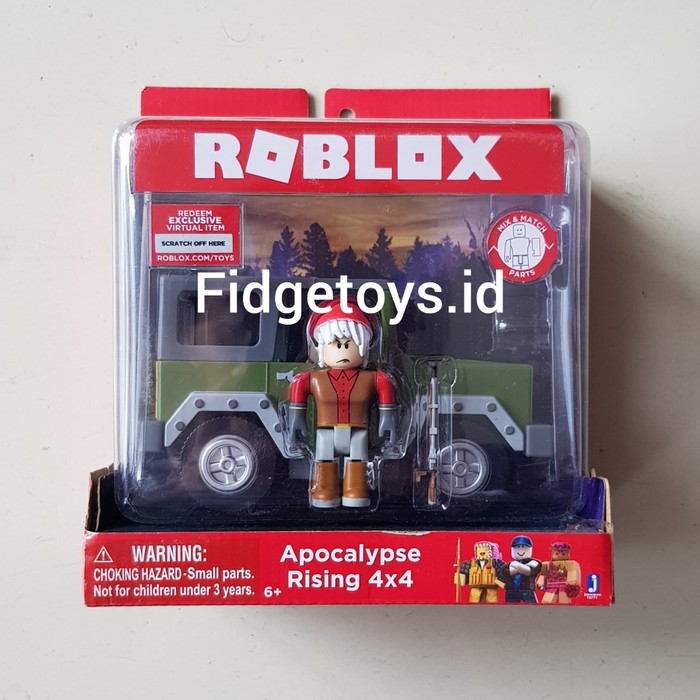 ROBLOX
REDEEM
EXCLUSIVE
VIRTUAL ITEM
SCRATCH OFF HERE
ROBLOX.COM/TOYS
MIX & MATCH
PARTS
Fidgetoys.id
WARNING:
CHOKING HAZARD-Small parts.
Not for children under 3 years.
6+
Apocalypse
Rising 4x4